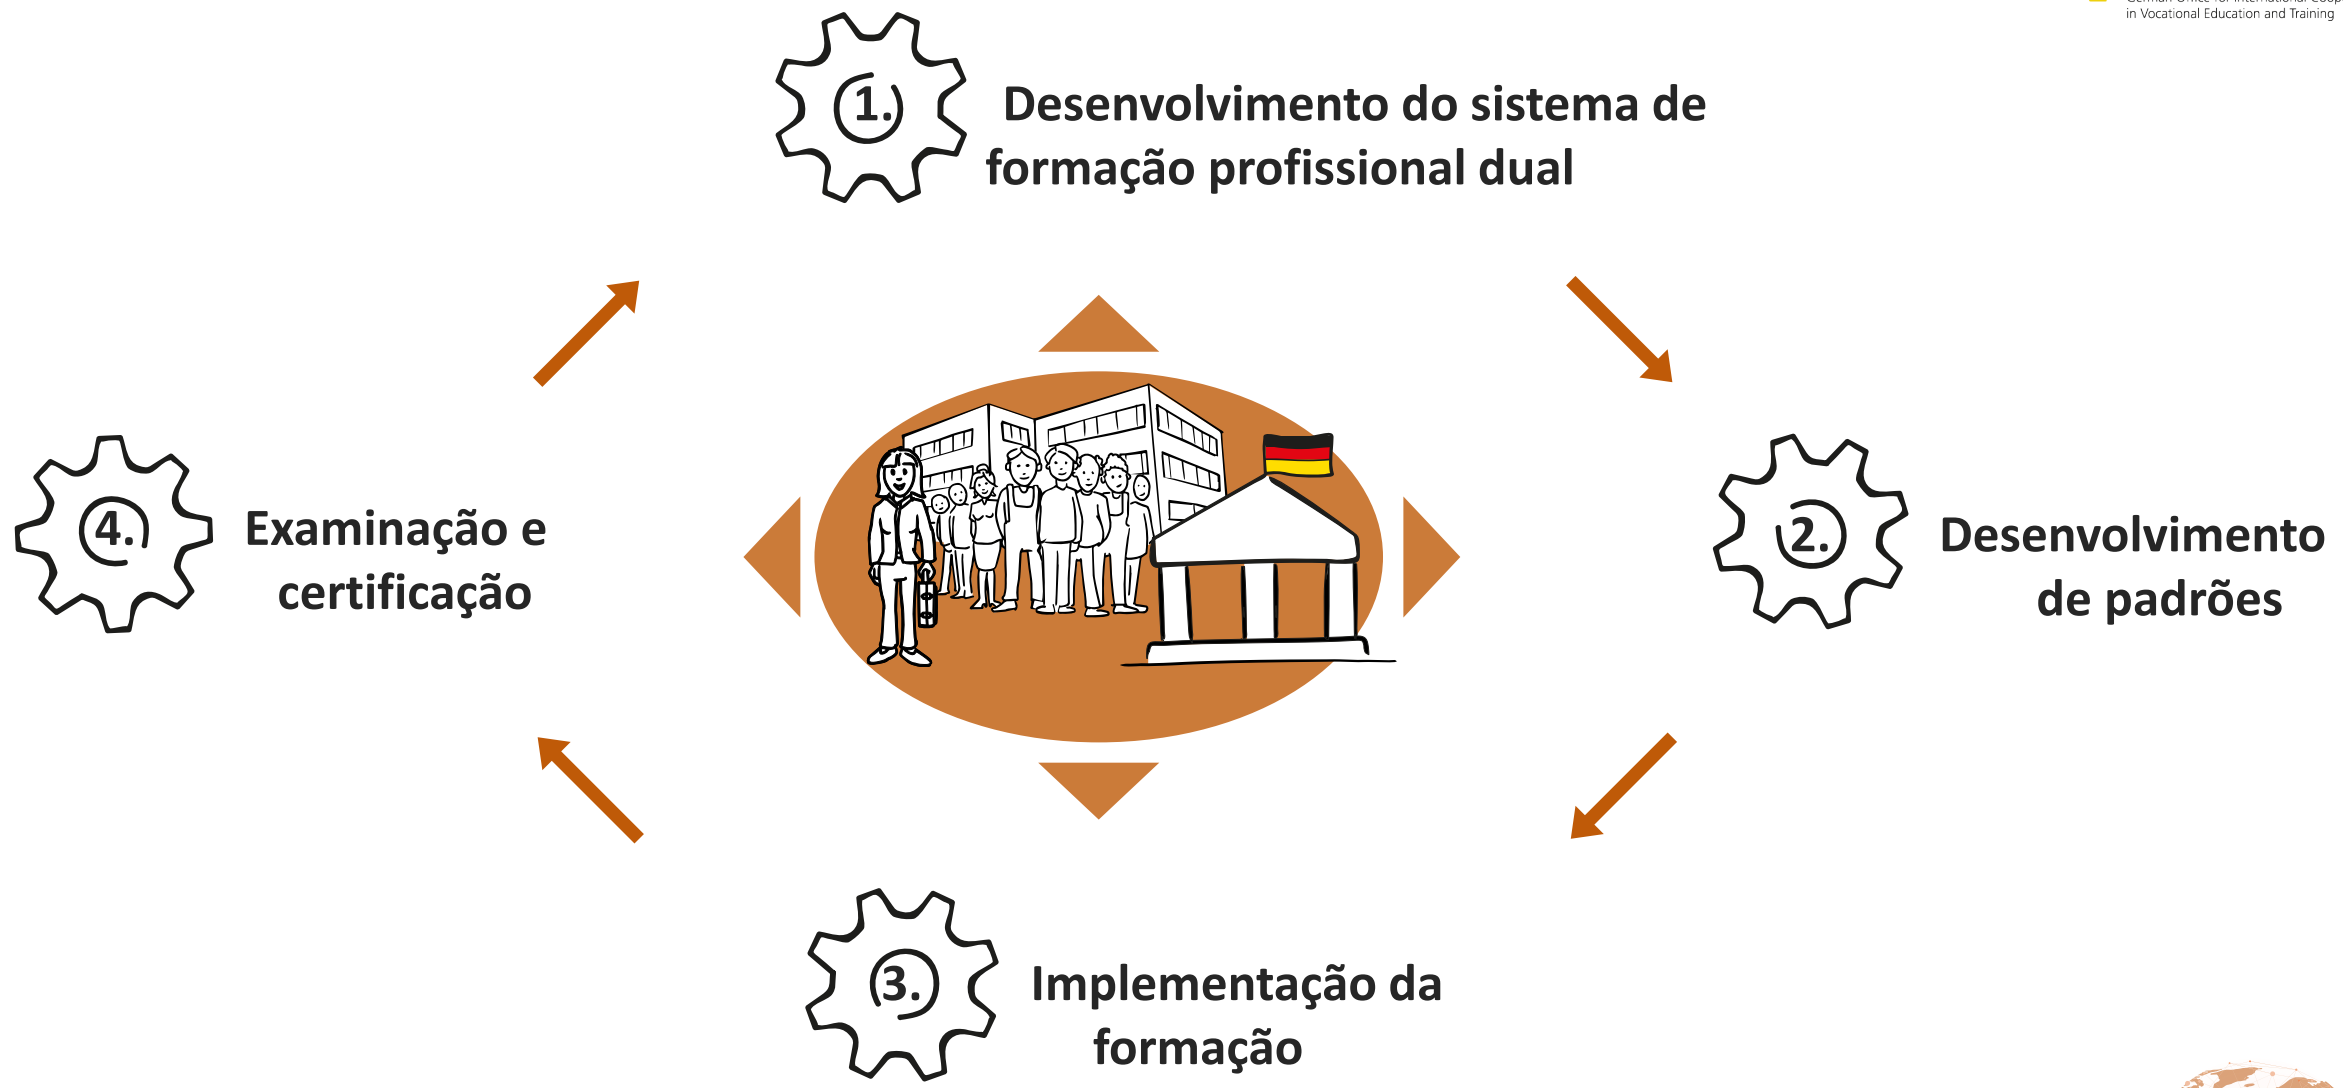 in Vocational Education and Training
1.
Desenvolvimento do sistema de
formação profissional dual
4.
Examinação e
certificação
2.
Desenvolvimento
de padrões
3.
Implementação da
formação